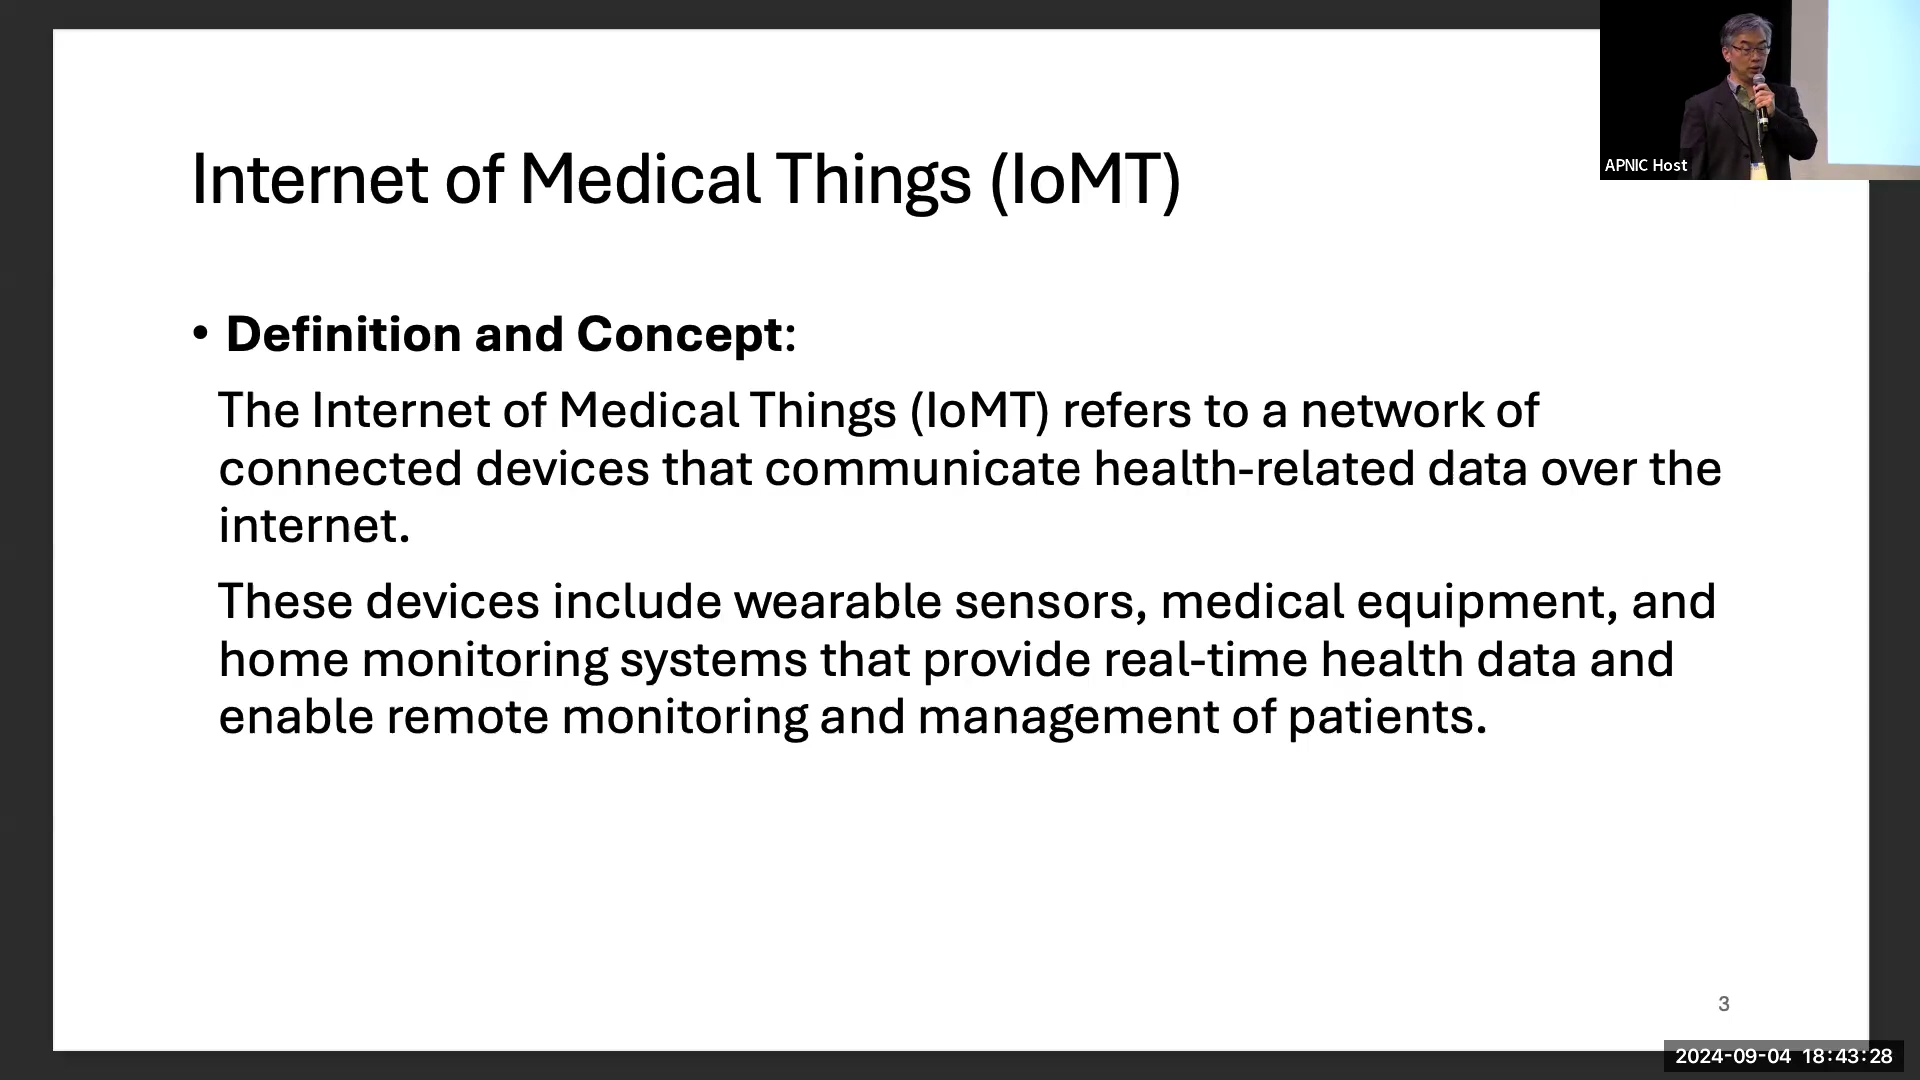 APNIC Host
Internet of Medical Things (IoMT)
• Definition and Concept:
The Internet of Medical Things (IoMT) refers to a network of
connected devices that communicate health-related data over the
internet.
These devices include wearable sensors, medical equipment, and
home monitoring systems that provide real-time health data and
enable remote monitoring and management of patients.
3
2024-09-04 18:43:28